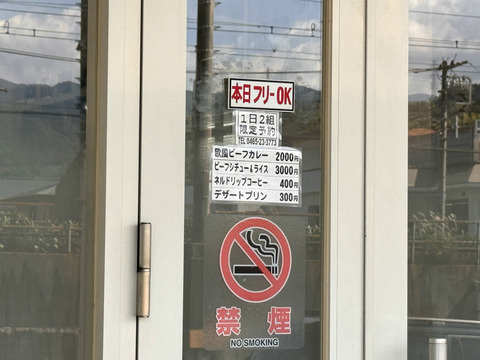 本日フリーOK
1日2組
限定予約
TEL 0465-23-3773
欧風ビーフカレー 2000円
ビーフシチュー&ライス 3000円
ネルドリップコーヒー 400円
デザートプリン 300円
禁煙
NO SMOKING